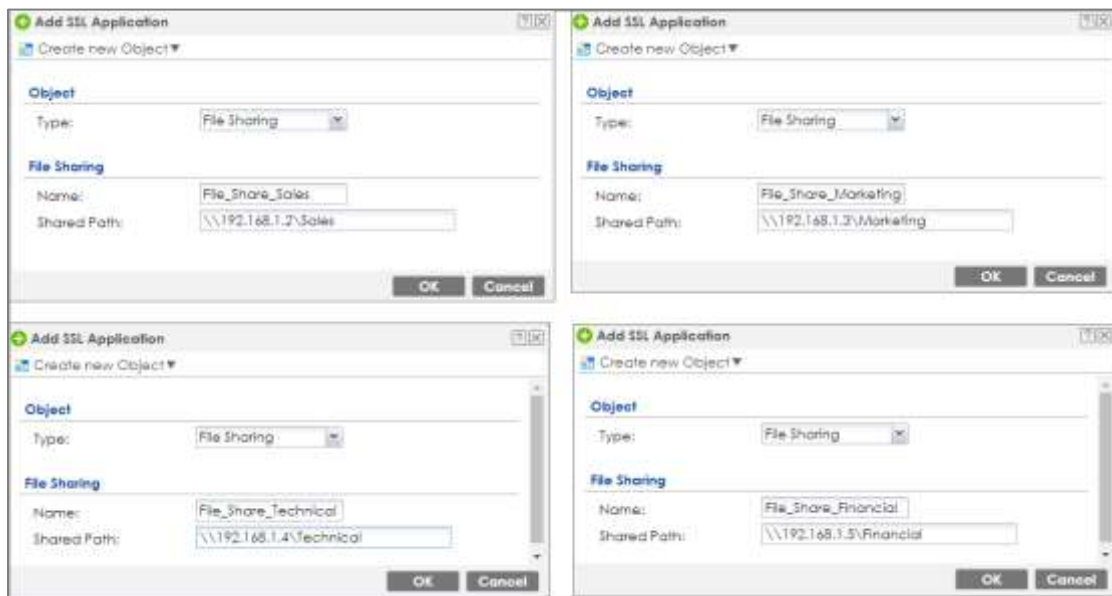 Add SSL Application
Create new Object
Object
Type: File Sharing
File Sharing
Name: File_Share_Sales
Shared Path: \\192.168.1.2\Sales
OK Cancel
Add SSL Application
Create new Object
Object
Type: File Sharing
File Sharing
Name: File_Share_Marketing
Shared Path: \\192.168.1.3\Marketing
OK Cancel
Add SSL Application
Create new Object
Object
Type: File Sharing
File Sharing
Name: File_Share_Technical
Shared Path: \\192.168.1.4\Technical
OK Cancel
Add SSL Application
Create new Object
Object
Type: File Sharing
File Sharing
Name: File_Share_Financial
Shared Path: \\192.168.1.5\Financial
OK Cancel